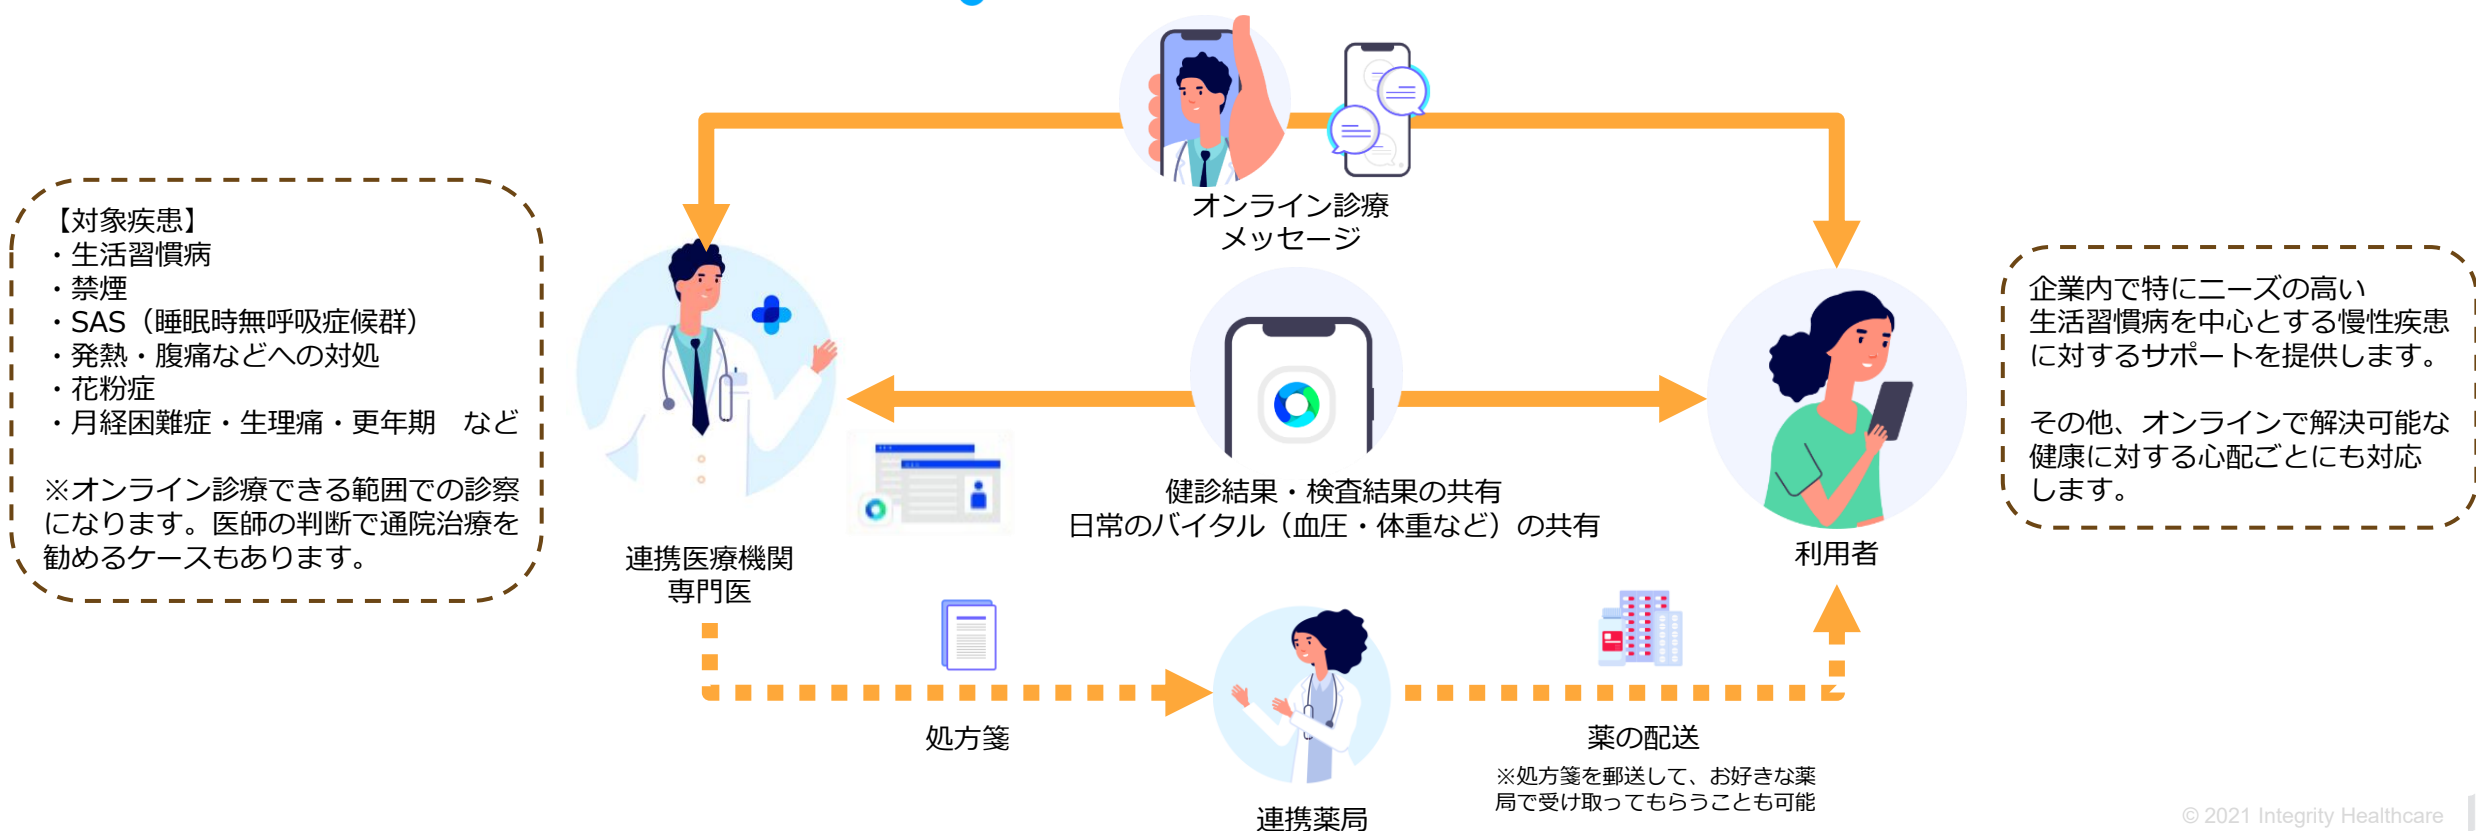 オンライン診療
メッセージ
【対象疾患】
・生活習慣病
・禁煙
・SAS（睡眠時無呼吸症候群）
・発熱・腹痛などへの対処
・花粉症
・月経困難症・生理痛・更年期　など
※オンライン診療できる範囲での診察
になります。医師の判断で通院治療を
勧めるケースもあります。
連携医療機関
専門医
健診結果・検査結果の共有
日常のバイタル（血圧・体重など）の共有
利用者
企業内で特にニーズの高い
生活習慣病を中心とする慢性疾患
に対するサポートを提供します。
その他、オンラインで解決可能な
健康に対する心配ごとにも対応
します。
処方箋
連携薬局
薬の配送
※処方箋を郵送して、お好きな薬
局で受け取ってもらうことも可能
© 2021 Integrity Healthcare